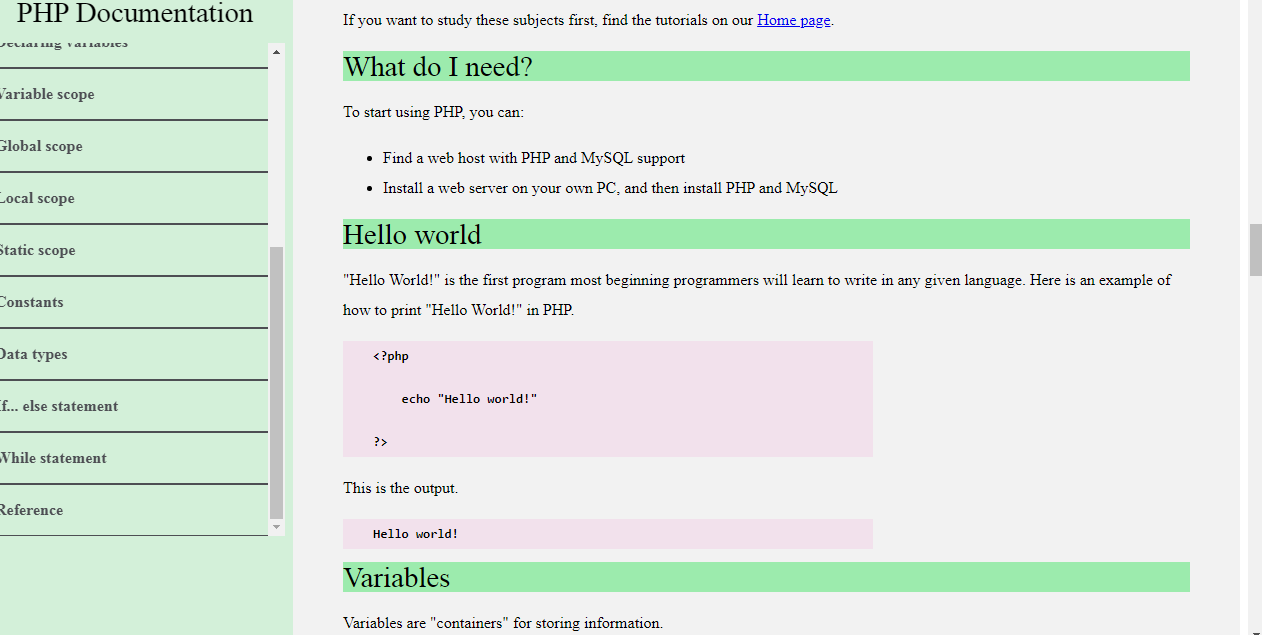 PHP Documentation
Declaring variables
Variable scope
Global scope
Local scope
Static scope
Constants
Data types
If... else statement
While statement
Reference
If you want to study these subjects first, find the tutorials on our Home page.
What do I need?
To start using PHP, you can:
• Find a web host with PHP and MySQL support
• Install a web server on your own PC, and then install PHP and MySQL
Hello world
"Hello World!" is the first program most beginning programmers will learn to write in any given language. Here is an example of
how to print "Hello World!" in PHP.
<?php
echo "Hello world!"
?>
This is the output.
Hello world!
Variables
Variables are "containers" for storing information.